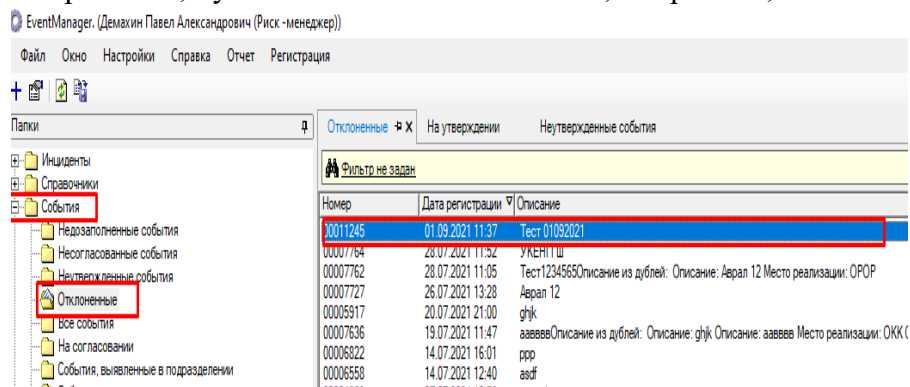 EventManager. (Демахин Павел Александрович (Риск -менеджер))
Файл Окно Настройки Справка Отчет Регистрация
Папки
Отклоненные На утверждении Неутвержденные события
Инциденты
Справочники
События
Недозаполненные события
Несогласованные события
Неутвержденные события
Отклоненные
Все события
На согласовании
События, выявленные в подразделении
Фильтр не задан
Номер Дата регистрации Описание
00011245 01.09.2021 11:37 Тест 01092021
00007764 28.07.2021 11:52 УКЕНГГШ
00007762 28.07.2021 11:05 Тест1234565Описание из дублей: Описание: Аврал 12 Место реализации: ОРОР
00007727 26.07.2021 13:28 Аврал 12
00005917 20.07.2021 21:00 ghjk
00007636 19.07.2021 11:47 ааввввОписание из дублей: Описание: ghjk Описание: аавввв Место реализации: ОКК
00006822 14.07.2021 16:01 ppp
00006558 14.07.2021 12:40 asdf